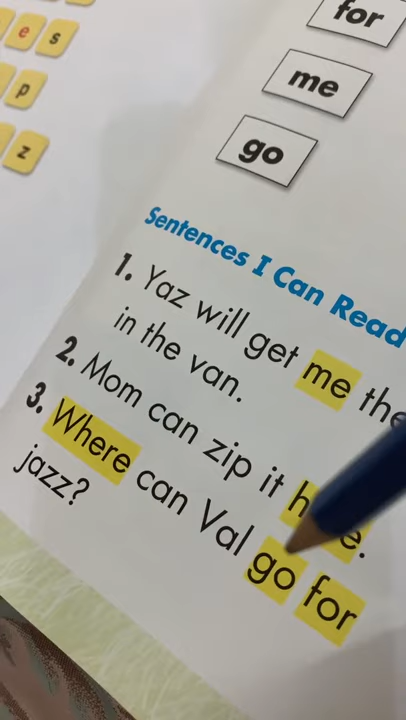 e s
p
z
for
me
go
Sentences I Can Read
1. Yaz will get me the
in the van.
2. Mom can zip it
3. Where can Val go for
jazz?